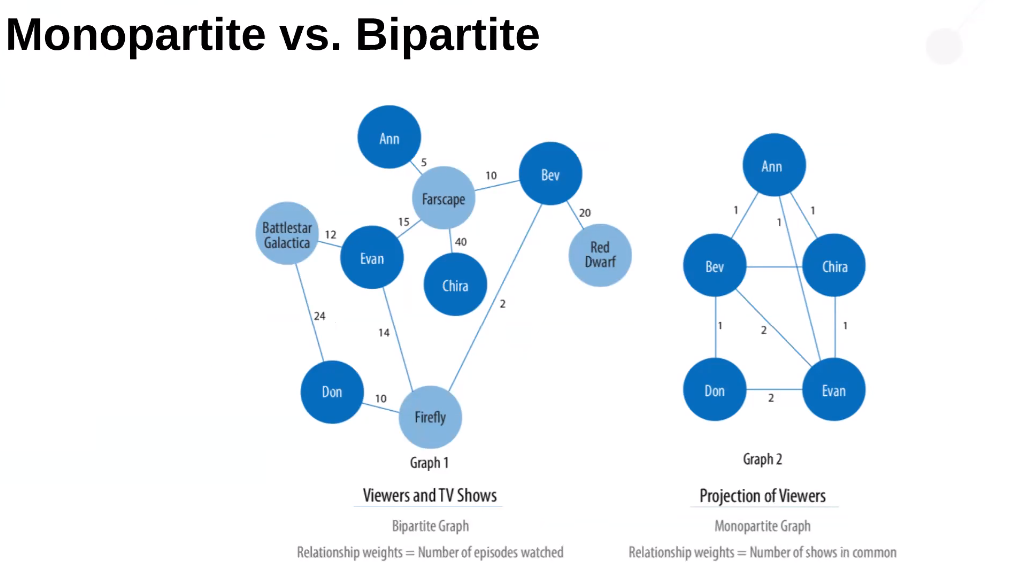 Monopartite vs. Bipartite
Ann
5
Farscape
10
Bev
20
Red
Dwarf
Battlestar
Galactica
12
15
Evan
40
Chira
2
24
14
Don
10
Firefly
Graph 1
Viewers and TV Shows
Bipartite Graph
Relationship weights = Number of episodes watched
Ann
1
1
1
Bev
Chira
1
2
1
Don
2
Evan
Graph 2
Projection of Viewers
Monopartite Graph
Relationship weights = Number of shows in common